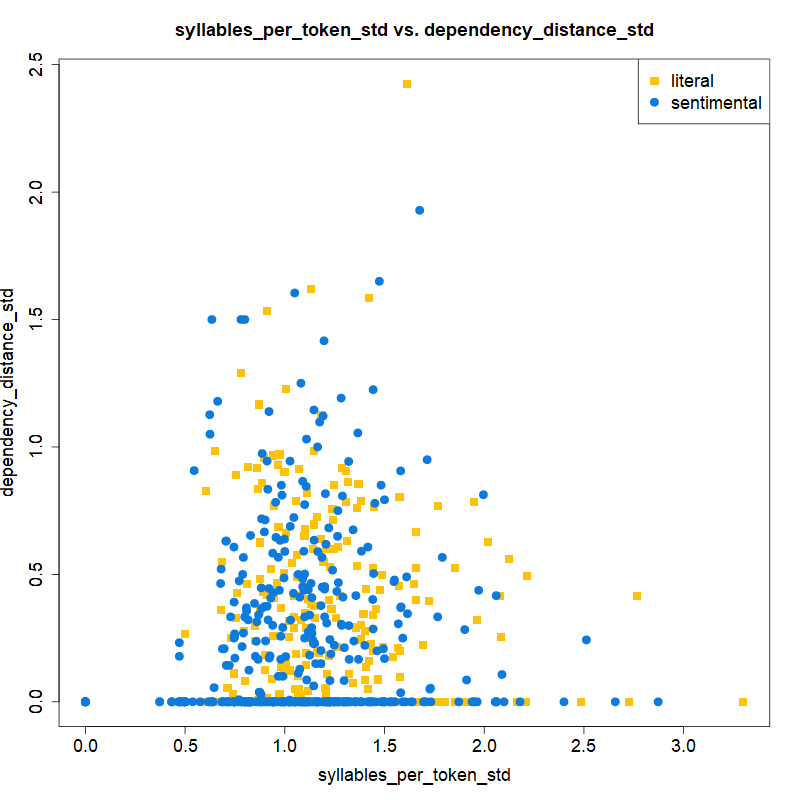 syllables_per_token_std vs. dependency_distance_std
literal
sentimental
dependency_distance_std
2.5
2.0
1.5
1.0
0.5
0.0
0.0 0.5 1.0 1.5 2.0 2.5 3.0
syllables_per_token_std